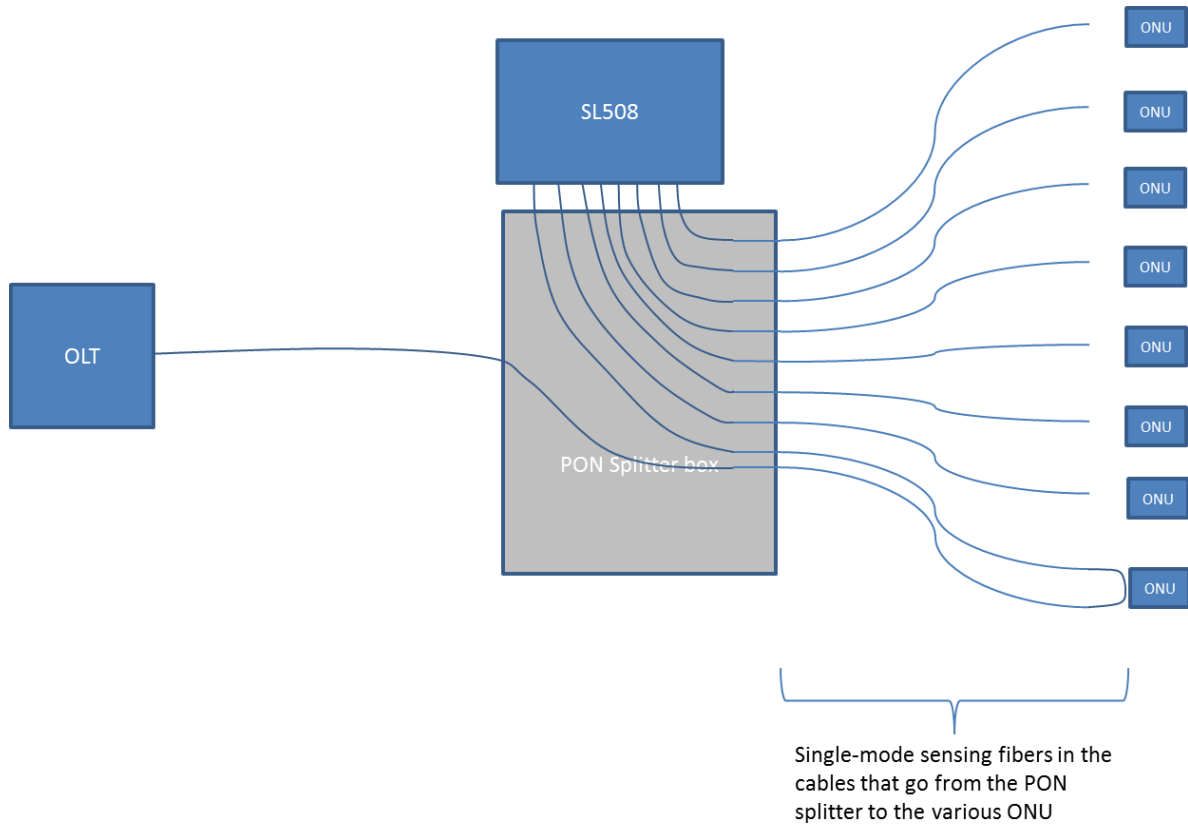 SL508
OLT
PON Splitter box
ONU
ONU
ONU
ONU
ONU
ONU
ONU
ONU
Single-mode sensing fibers in the
cables that go from the PON
splitter to the various ONU